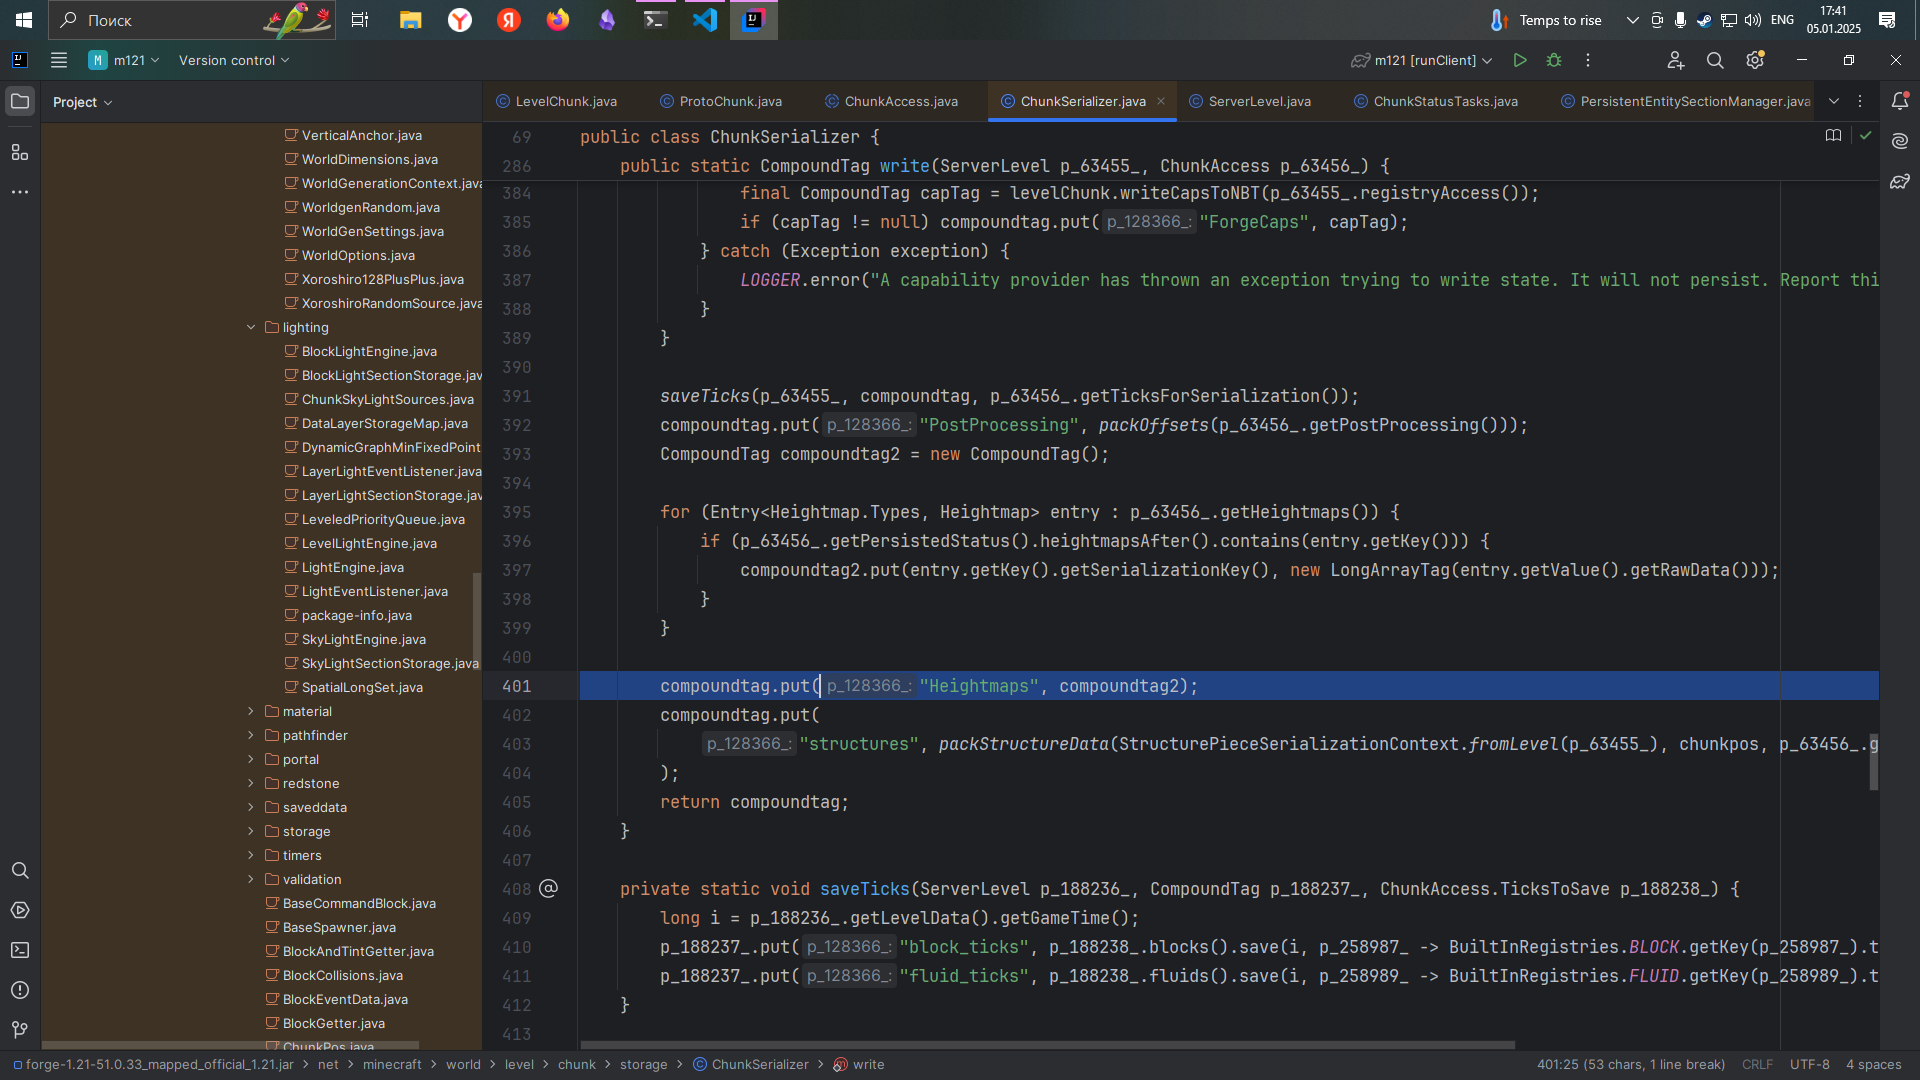 Поиск
Temps to rise
ENG
17:41
05.01.2025
M
m121
Version control
m121 [runClient]
Project
LevelChunk.java
ProtoChunk.java
ChunkAccess.java
ChunkSerializer.java
ServerLevel.java
ChunkStatusTasks.java
PersistentEntitySectionManager.java
VerticalAnchor.java
WorldDimensions.java
WorldGenerationContext.java
WorldgenRandom.java
WorldGenSettings.java
WorldOptions.java
Xoroshiro128PlusPlus.java
XoroshiroRandomSource.java
lighting
BlockLightEngine.java
BlockLightSectionStorage.jav
ChunkSkyLightSources.java
DataLayerStorageMap.java
DynamicGraphMinFixedPoint
LayerLightEventListener.java
LayerLightSectionStorage.jav
LeveledPriorityQueue.java
LevelLightEngine.java
LightEngine.java
LightEventListener.java
package-info.java
SkyLightEngine.java
SkyLightSectionStorage.java
SpatialLongSet.java
material
pathfinder
portal
redstone
saveddata
storage
timers
validation
BaseCommandBlock.java
BaseSpawner.java
BlockAndTintGetter.java
BlockCollisions.java
BlockEventData.java
BlockGetter.java
ChunkPos.java
69 public class ChunkSerializer {
286 public static CompoundTag write(ServerLevel p_63455_, ChunkAccess p_63456_) {
384 final CompoundTag capTag = levelChunk.writeCapsToNBT(p_63455_.registryAccess());
385 if (capTag != null) compoundtag.put( p_128366_: "ForgeCaps", capTag);
386 } catch (Exception exception) {
387 LOGGER.error("A capability provider has thrown an exception trying to write state. It will not persist. Report thi
388 }
389 }
390
391 saveTicks(p_63455_, compoundtag, p_63456_.getTicksForSerialization());
392 compoundtag.put( p_128366_: "PostProcessing", packOffsets(p_63456_.getPostProcessing()));
393 CompoundTag compoundtag2 = new CompoundTag();
394
395 for (Entry<Heightmap.Types, Heightmap> entry : p_63456_.getHeightmaps()) {
396 if (p_63456_.getPersistedStatus().heightmapsAfter().contains(entry.getKey())) {
397 compoundtag2.put(entry.getKey().getSerializationKey(), new LongArrayTag(entry.getValue().getRawData()));
398 }
399 }
400
401 compoundtag.put( p_128366_: "Heightmaps", compoundtag2);
402 compoundtag.put(
403 p_128366_: "structures", packStructureData(StructurePieceSerializationContext.fromLevel(p_63455_), chunkpos, p_63456_.g
404 );
405 return compoundtag;
406 }
407
408 @ private static void saveTicks(ServerLevel p_188236_, CompoundTag p_188237_, ChunkAccess.TicksToSave p_188238_) {
409 long i = p_188236_.getLevelData().getGameTime();
410 p_188237_.put( p_128366_: "block_ticks", p_188238_.blocks().save(i, p_258987_ -> BuiltInRegistries.BLOCK.getKey(p_258987_).t
411 p_188237_.put( p_128366_: "fluid_ticks", p_188238_.fluids().save(i, p_258989_ -> BuiltInRegistries.FLUID.getKey(p_258989_).t
412 }
413
forge-1.21-51.0.33_mapped_official_1.21.jar > net > minecraft > world > level > chunk > storage > ChunkSerializer > write
401:25 (53 chars, 1 line break) CRLF UTF-8 4 spaces